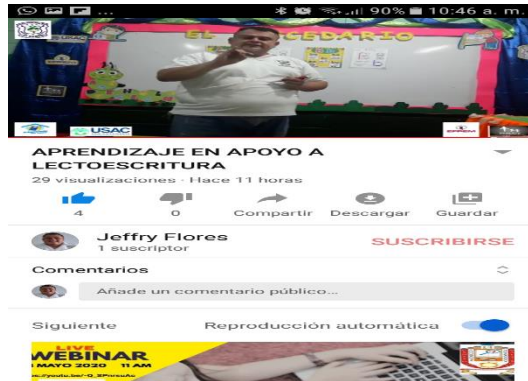 ... 90% 10:46 a. m.
EL ABECEDARIO
USAC
EFPEM
APRENDIZAJE EN APOYO A
LECTOESCRITURA
29 visualizaciones · Hace 11 horas
4 0 Compartir Descargar Guardar
Jeffry Flores
1 suscriptor
SUSCRIBIRSE
Comentarios
Añade un comentario público...
Siguiente Reproducción automática
LIVE
WEBINAR
MAYO 2020 11 AM